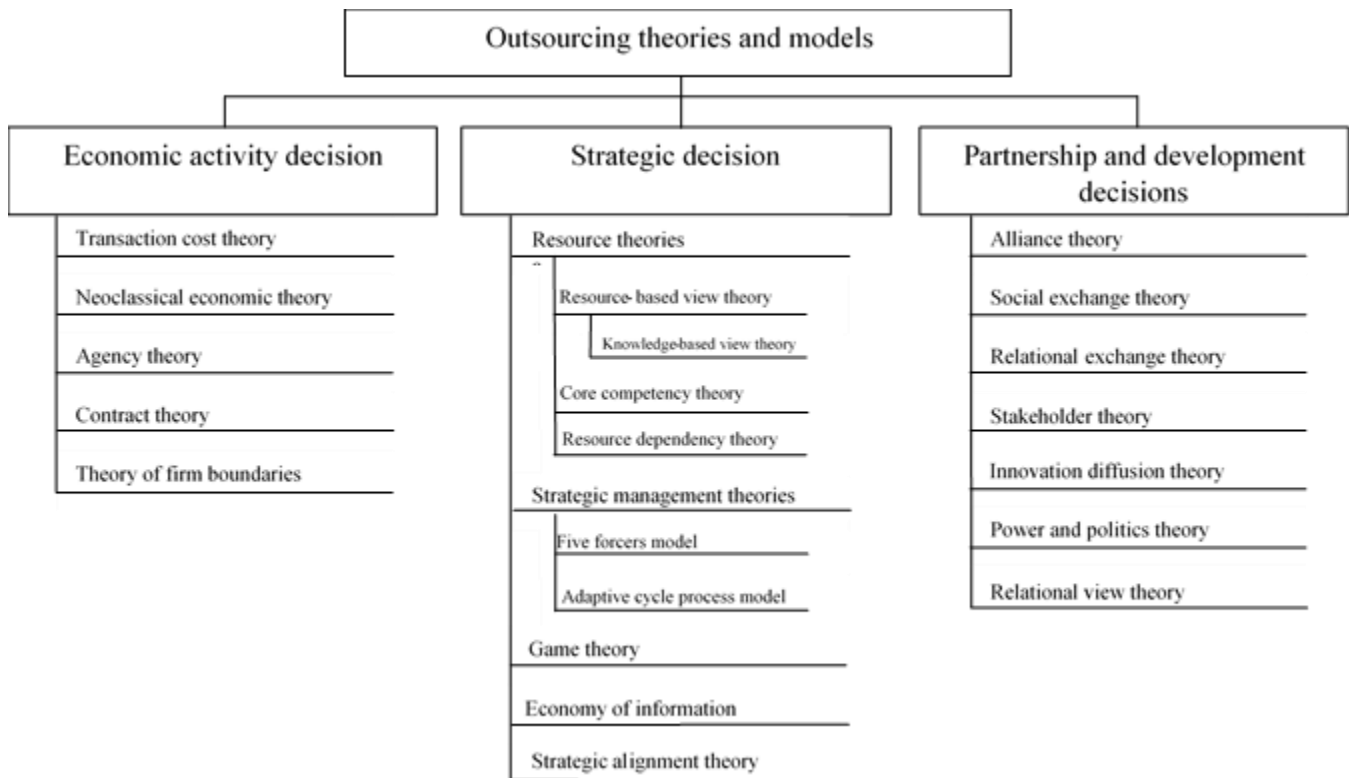 Outsourcing theories and models
Economic activity decision
Transaction cost theory
Neoclassical economic theory
Agency theory
Contract theory
Theory of firm boundaries
Strategic decision
Resource theories
Resource- based view theory
Knowledge-based view theory
Core competency theory
Resource dependency theory
Strategic management theories
Five forcers model
Adaptive cycle process model
Game theory
Economy of information
Strategic alignment theory
Partnership and development
decisions
Alliance theory
Social exchange theory
Relational exchange theory
Stakeholder theory
Innovation diffusion theory
Power and politics theory
Relational view theory